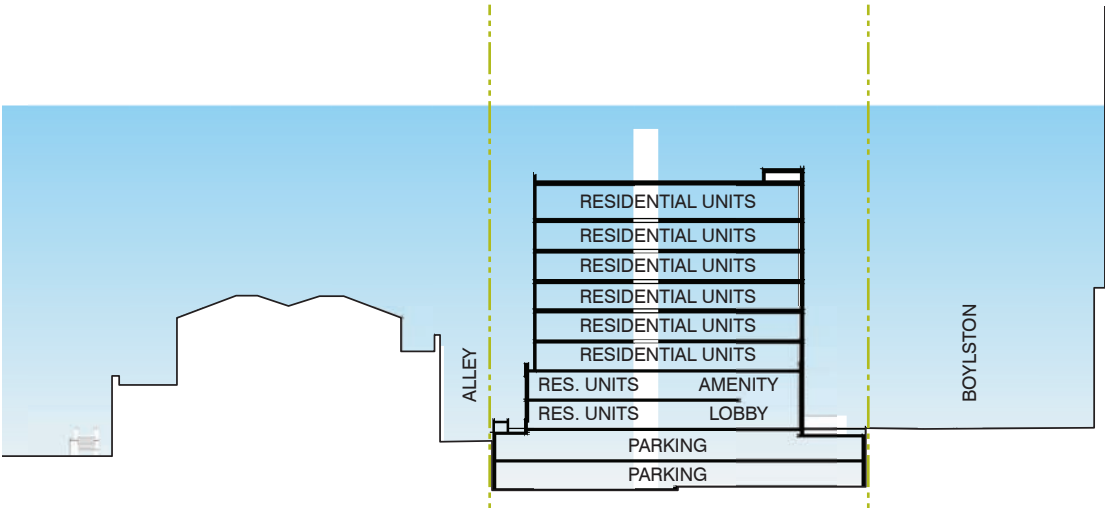 RESIDENTIAL UNITS
RESIDENTIAL UNITS
RESIDENTIAL UNITS
RESIDENTIAL UNITS
RESIDENTIAL UNITS
RESIDENTIAL UNITS
RES. UNITS AMENITY
RES. UNITS LOBBY
PARKING
PARKING
ALLEY
BOYLSTON